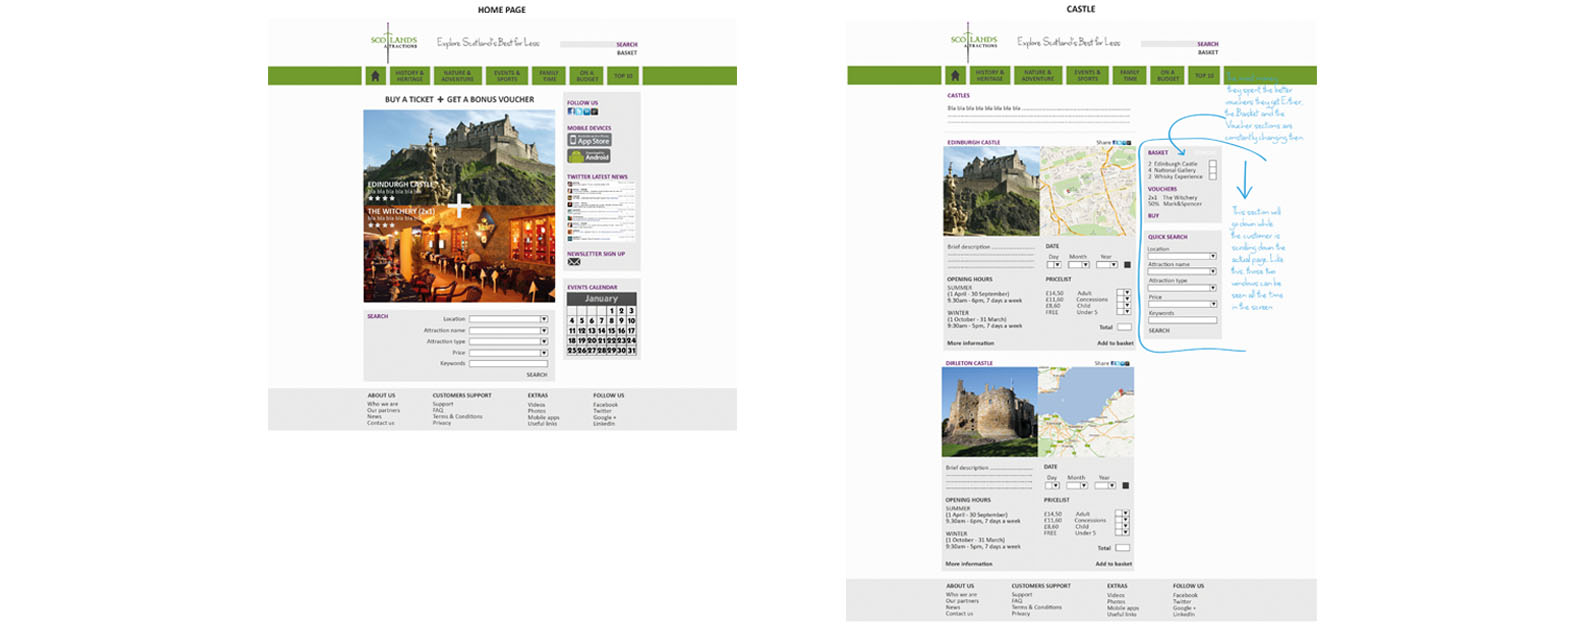 HOME PAGE
SCOTLANDS
ATTRACTIONS
Explore Scotland's Best for Less
SEARCH
BASKET
HISTORY & HERITAGE
NATURE & ADVENTURE
EVENTS & SPORTS
FAMILY TIME
ON A BUDGET
TOP 10
BUY A TICKET + GET A BONUS VOUCHER
EDINBURGH CASTLE
bla bla bla bla bla bla
THE WITCHERY (2x1)
bla bla bla bla bla bla
SEARCH
Location
Attraction name
Attraction type
Price
Keywords
SEARCH
FOLLOW US
MOBILE DEVICES
App Store
Android
TWITTER LATEST NEWS
NEWSLETTER SIGN UP
EVENTS CALENDAR
January
1 2 3
4 5 6 7 8 9 10
11 12 13 14 15 16 17
18 19 20 21 22 23 24
25 26 27 28 29 30 31
ABOUT US
Who we are
Our partners
News
Contact us
CUSTOMERS SUPPORT
Support
FAQ
Terms & Conditions
Privacy
EXTRAS
Videos
Photos
Mobile apps
Useful links
FOLLOW US
Facebook
Twitter
Google +
LinkedIn
CASTLE
SCOTLANDS
ATTRACTIONS
Explore Scotland's Best for Less
SEARCH
BASKET
HISTORY & HERITAGE
NATURE & ADVENTURE
EVENTS & SPORTS
FAMILY TIME
ON A BUDGET
TOP 10
CASTLES
Bla bla bla bla bla bla bla bla
EDINBURGH CASTLE
Share
Brief description
OPENING HOURS
SUMMER
(1 April - 30 September)
9.30am - 6pm, 7 days a week
WINTER
(1 October - 31 March)
9:30am - 5pm, 7 days a week
More information
DATE
Day Month Year
PRICELIST
£14,50 Adult
£11,60 Concessions
£8,60 Child
FREE Under 5
Total
Add to basket
DIRLETON CASTLE
Share
Brief description
OPENING HOURS
SUMMER
(1 April - 30 September)
9.30am - 6pm, 7 days a week
WINTER
(1 October - 31 March)
9:30am - 5pm, 7 days a week
More information
DATE
Day Month Year
PRICELIST
£14,50 Adult
£11,60 Concessions
£8,60 Child
FREE Under 5
Total
Add to basket
BASKET
2 Edinburgh Castle
4 National Gallery
2 Whisky Experience
VOUCHERS
2x1 The Witchery
50% Mark&Spencer
BUY
QUICK SEARCH
Location
Attraction name
Attraction type
Price
Keywords
SEARCH
they spent the better
vouchers they get. Either,
the Basket and the
Voucher sections are
constantly changing then.
This section will
go down while
the customer is
scrolling down the
actual page. Like
this, those two
windows can be
seen all the time
in the screen
ABOUT US
Who we are
Our partners
News
Contact us
CUSTOMERS SUPPORT
Support
FAQ
Terms & Conditions
Privacy
EXTRAS
Videos
Photos
Mobile apps
Useful links
FOLLOW US
Facebook
Twitter
Google +
LinkedIn